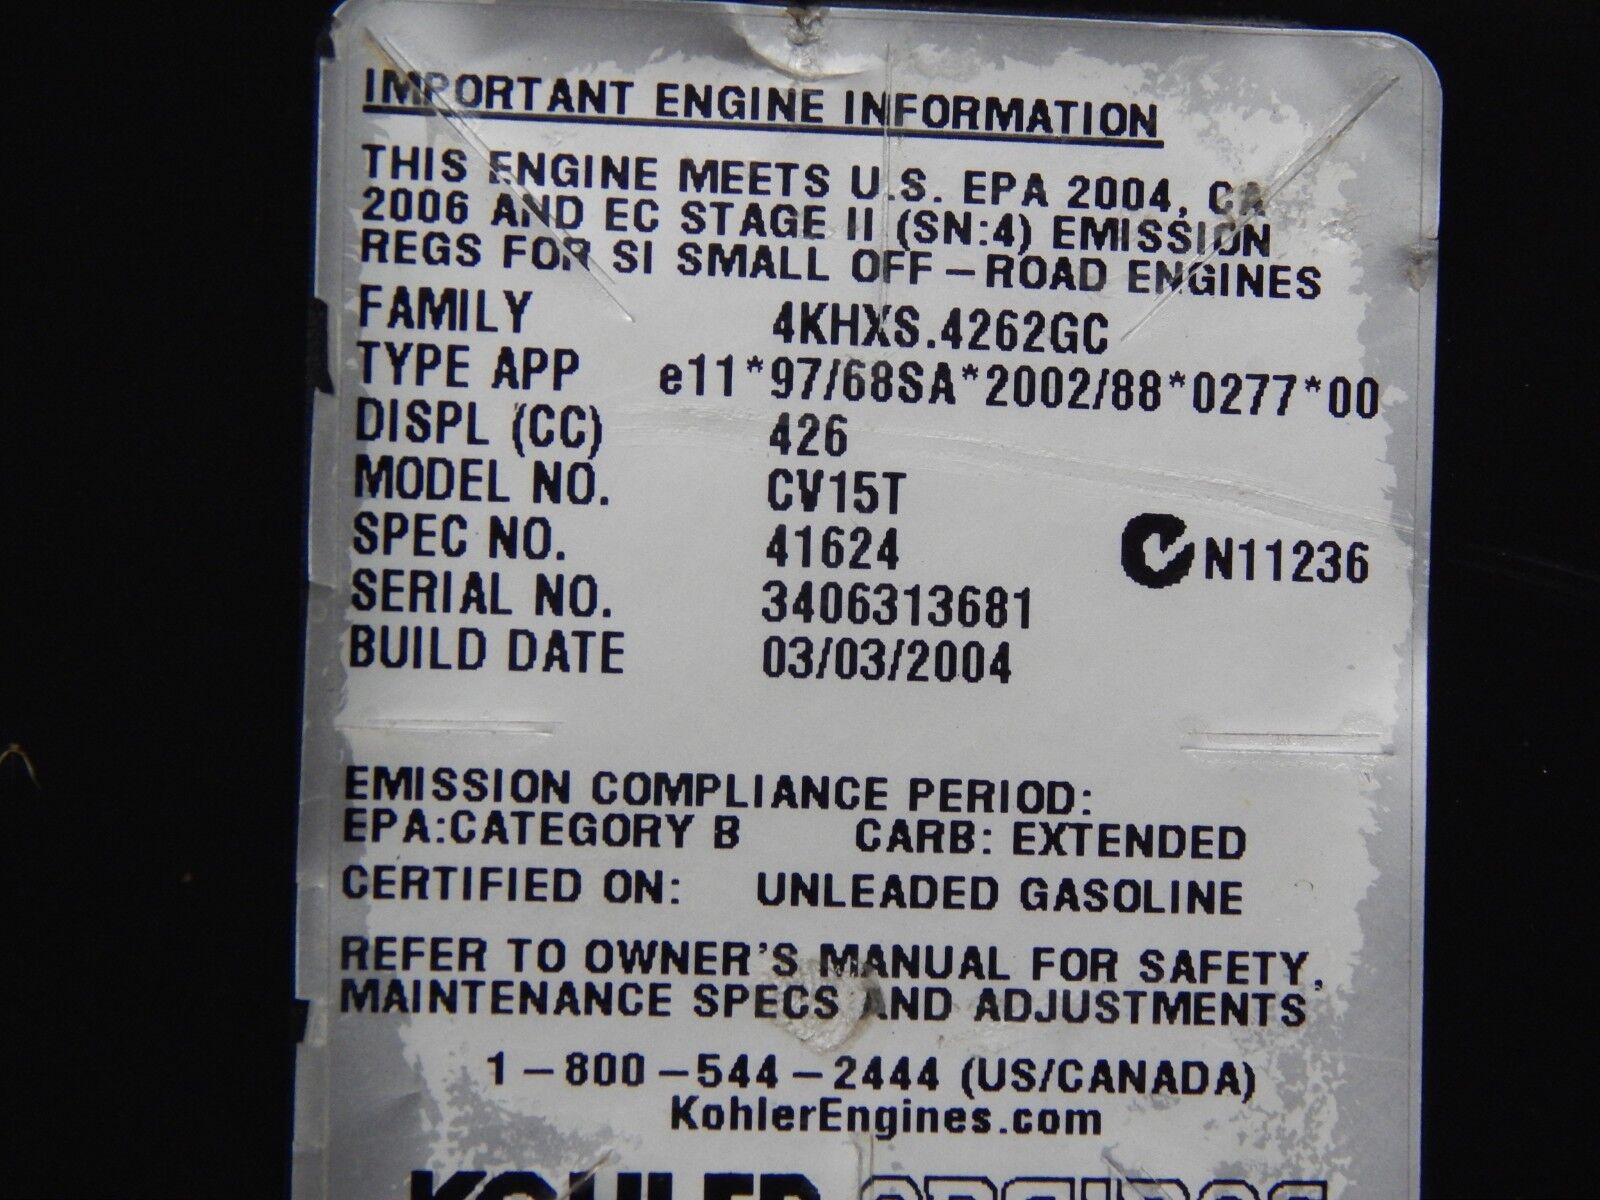 IMPORTANT ENGINE INFORMATION
THIS ENGINE MEETS U.S. EPA 2004, CA
2006 AND EC STAGE II (SN:4) EMISSION
REGS FOR SI SMALL OFF–ROAD ENGINES
FAMILY 4KHXS.4262GC
TYPE APP e11*97/68SA*2002/88*0277*00
DISPL (CC) 426
MODEL NO. CV15T
SPEC NO. 41624 N11236
SERIAL NO. 3406313681
BUILD DATE 03/03/2004
EMISSION COMPLIANCE PERIOD:
EPA:CATEGORY B CARB: EXTENDED
CERTIFIED ON: UNLEADED GASOLINE
REFER TO OWNER'S MANUAL FOR SAFETY,
MAINTENANCE SPECS AND ADJUSTMENTS
1–800–544–2444 (US/CANADA)
KohlerEngines.com
KOHLER engines